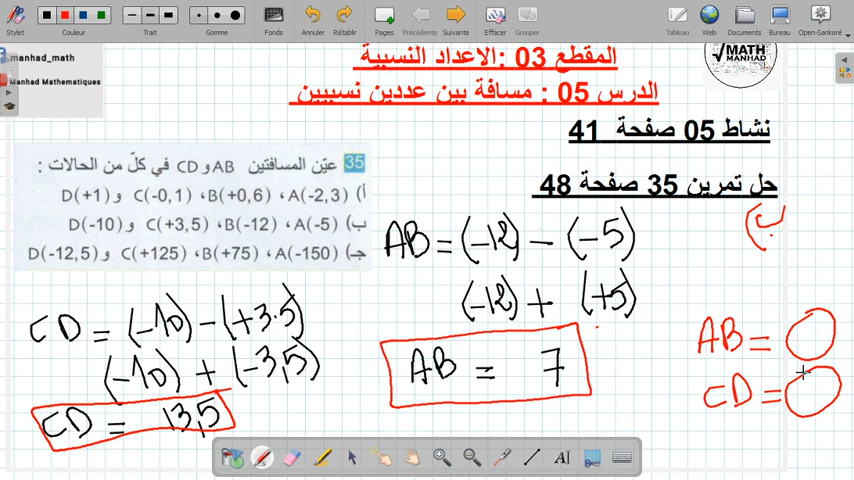 Stylet
Couleur
Bureau
Trait
Gomme
Fonds
Annuler
Refaire
Pages
Précédente
Suivante
Effacer
Grouper
Tableau
Web
Documents
Bureau
Open-Sankoré
.manhad_math
Manhad Mathematiques
√MATH
MANHAD
المقطع 03 :الاعداد النسبية
الدرس 05 : مسافة بين عددين نسبيين
نشاط 05 صفحة 41
حل تمرين 35 صفحة 48
35 عيّن المسافتين AB و CD في كلّ من الحالات :
أ) A(-2,3) ، B(+0,6)، C(-0,1) و D(+1)
ب) A(-5) ، B(-12)، C(+3,5) و D(-10)
جـ) A(-150) ، B(+75)، C(+125) و D(-12,5)
ب)
AB = (-12) - (-5)
(-12) + (+5)
AB = 7
CD = (-10) - (+3.5)
(-10) + (-3,5)
CD = 13,5
AB =
CD =